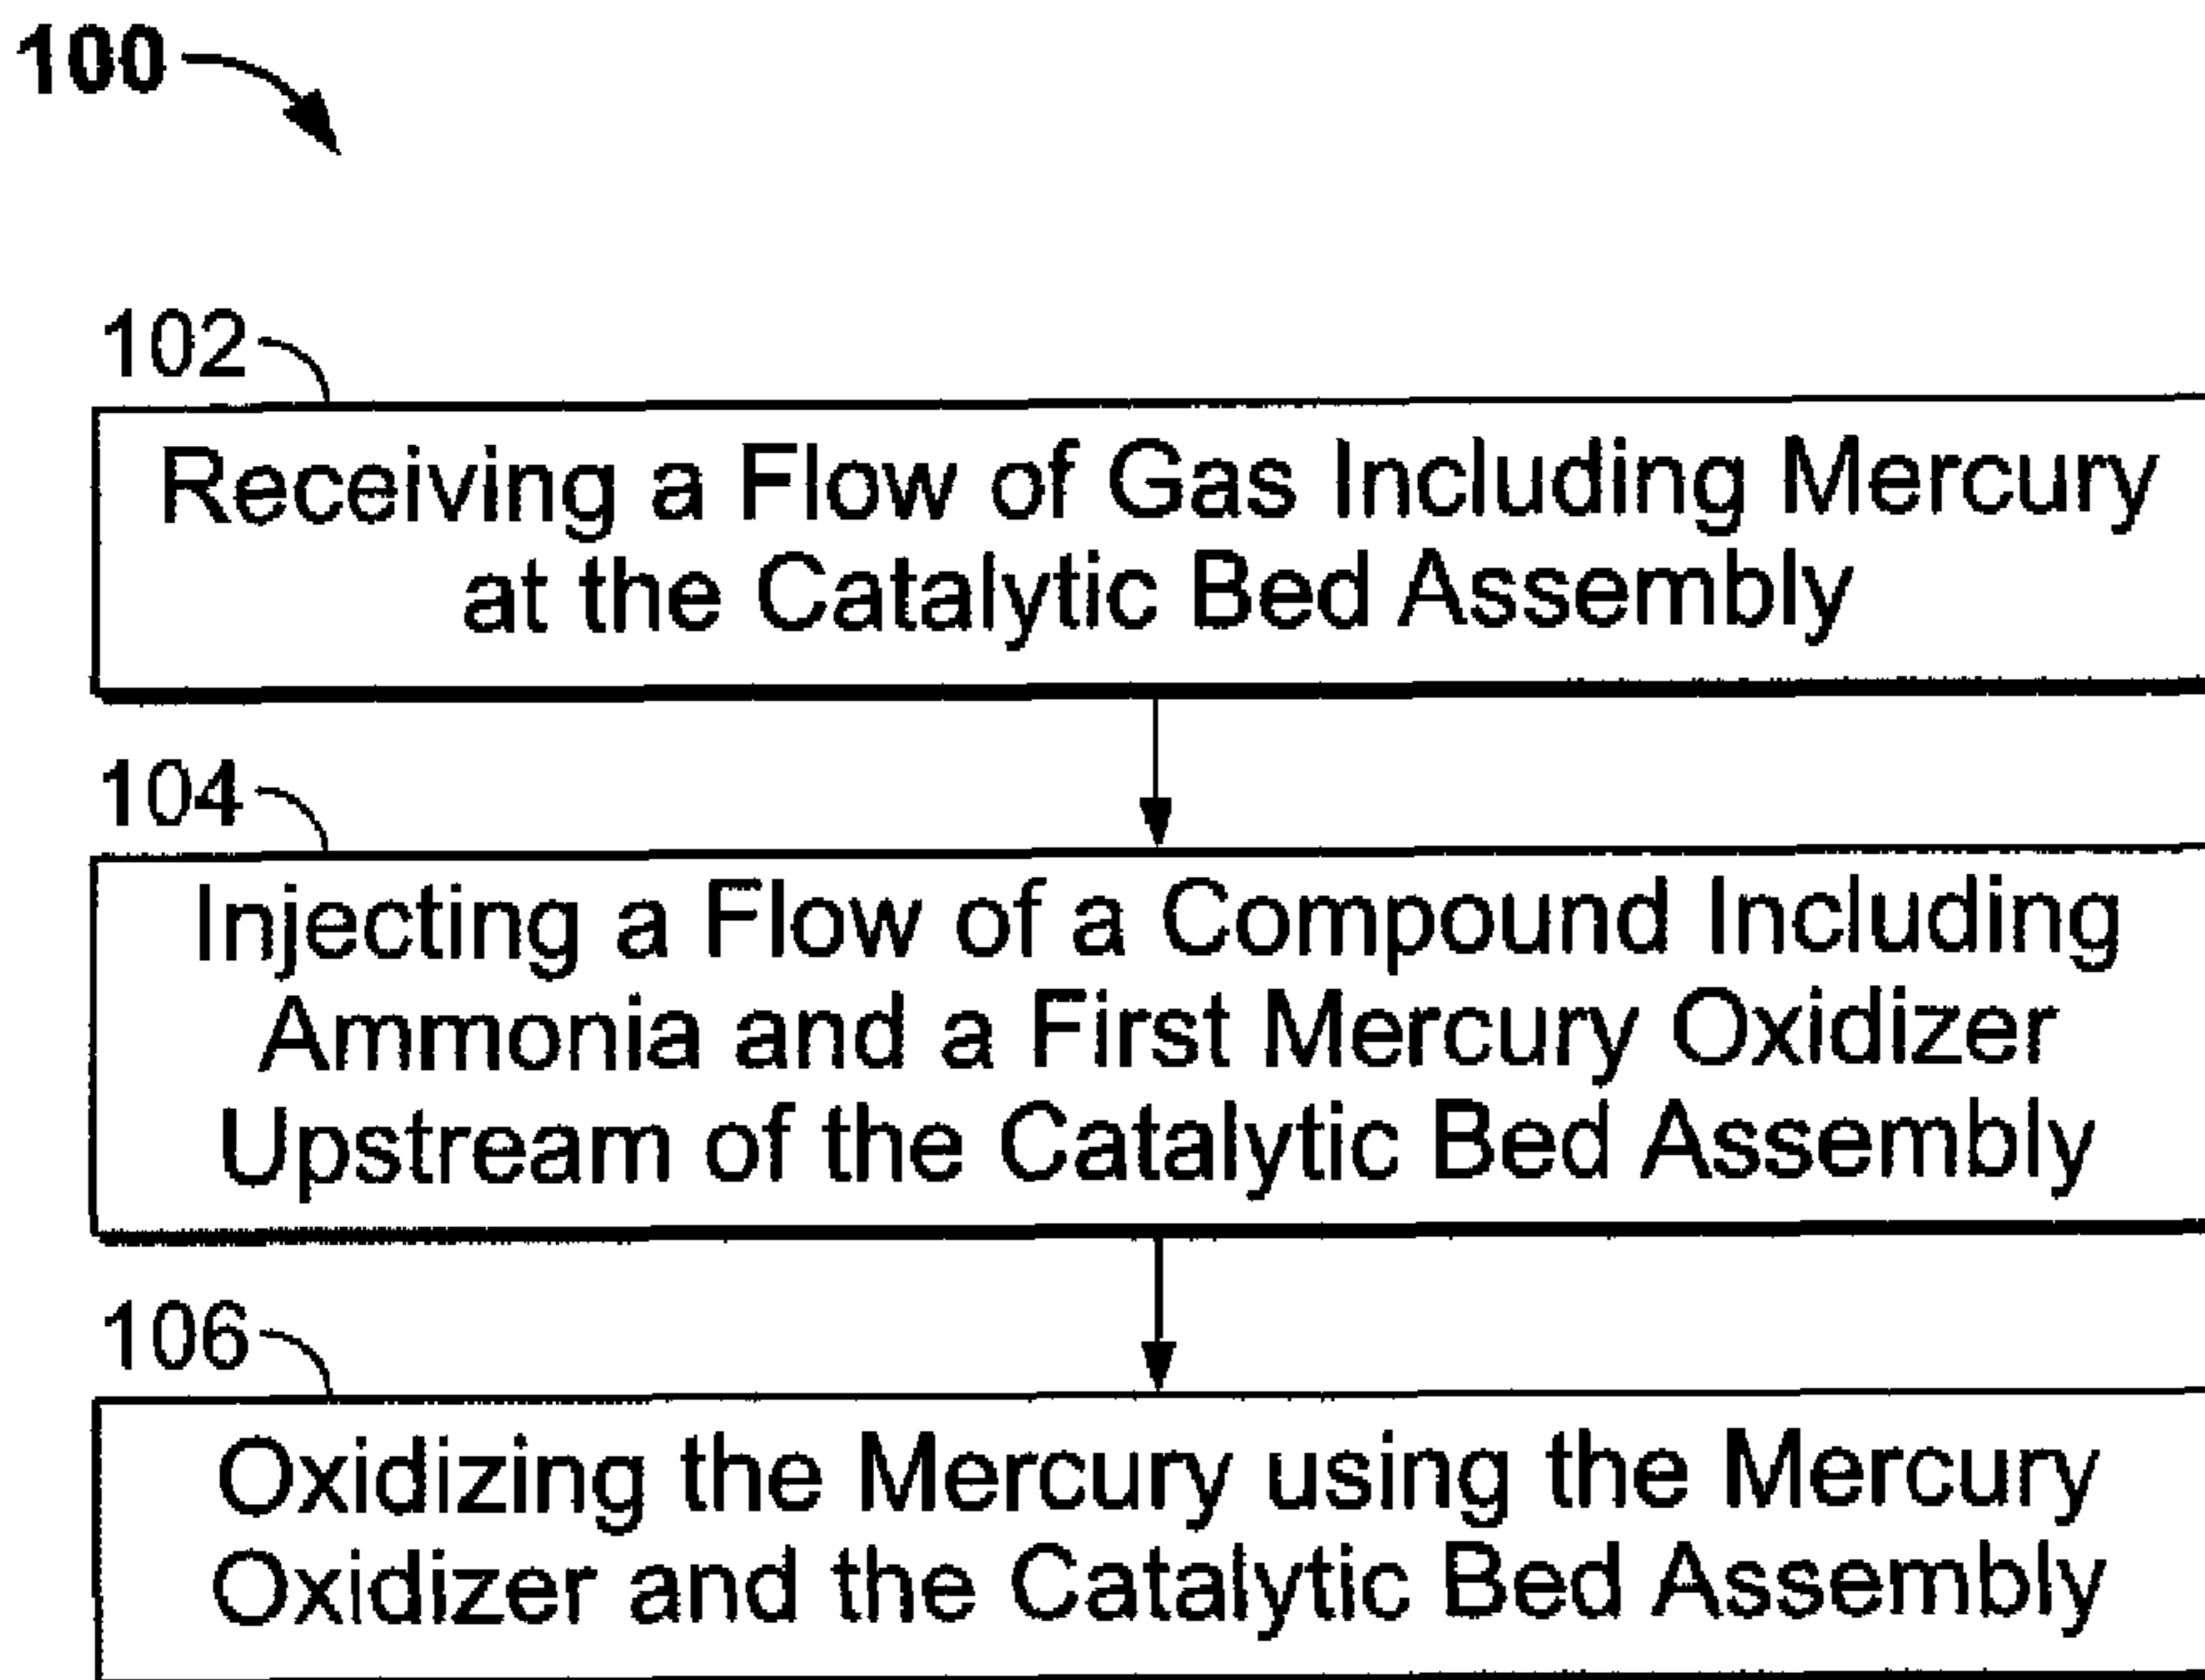 100
102
Receiving a Flow of Gas Including Mercury
at the Catalytic Bed Assembly
104
Injecting a Flow of a Compound Including
Ammonia and a First Mercury Oxidizer
Upstream of the Catalytic Bed Assembly
106
Oxidizing the Mercury using the Mercury
Oxidizer and the Catalytic Bed Assembly